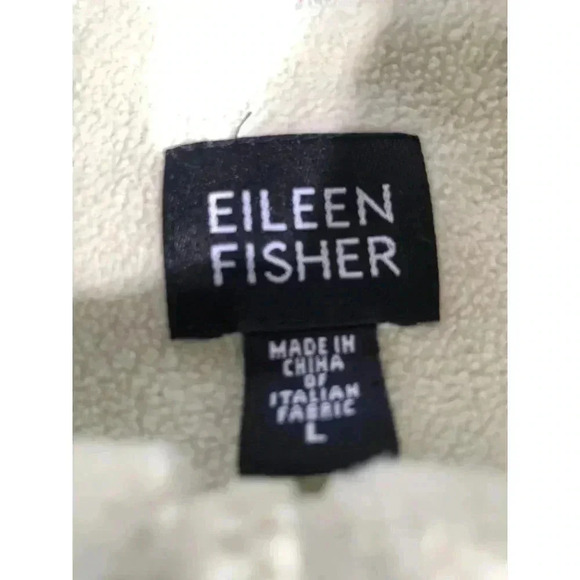 EILEEN
FISHER
MADE IN
CHINA
OF
ITALIAN
FABRIC
L